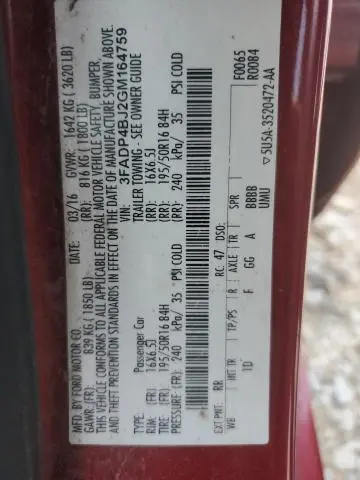 MFD. BY FORD MOTOR CO.
DATE: 03/16 GVWR: 1642 KG ( 3620 LB)
GAWR:(FR): 839 KG ( 1850 LB) (RR): 816 KG ( 1800 LB)
THIS VEHICLE CONFORMS TO ALL APPLICABLE FEDERAL MOTOR VEHICLE SAFETY, BUMPER,
AND THEFT PREVENTION STANDARDS IN EFFECT ON THE DATE OF MANUFACTURE SHOWN ABOVE.
VIN: 3FADP4BJ2GM164759
TYPE: Passenger Car TRAILER TOWING - SEE OWNER GUIDE
RIM: (FR): 16X6.5J (RR): 16X6.5J
TIRE: (FR): 195/50R16 84H (RR): 195/50R16 84H
PRESSURE (FR): 240 kPa/ 35 PSI COLD (RR): 240 kPa/ 35 PSI COLD
F0065
R0084
EXT PNT: RR RC: 47 DSO:
WB INT TR TP/PS R AXLE TR SPR
1D F GG A BBBB
UMU
▽5U5A-3520472-AA